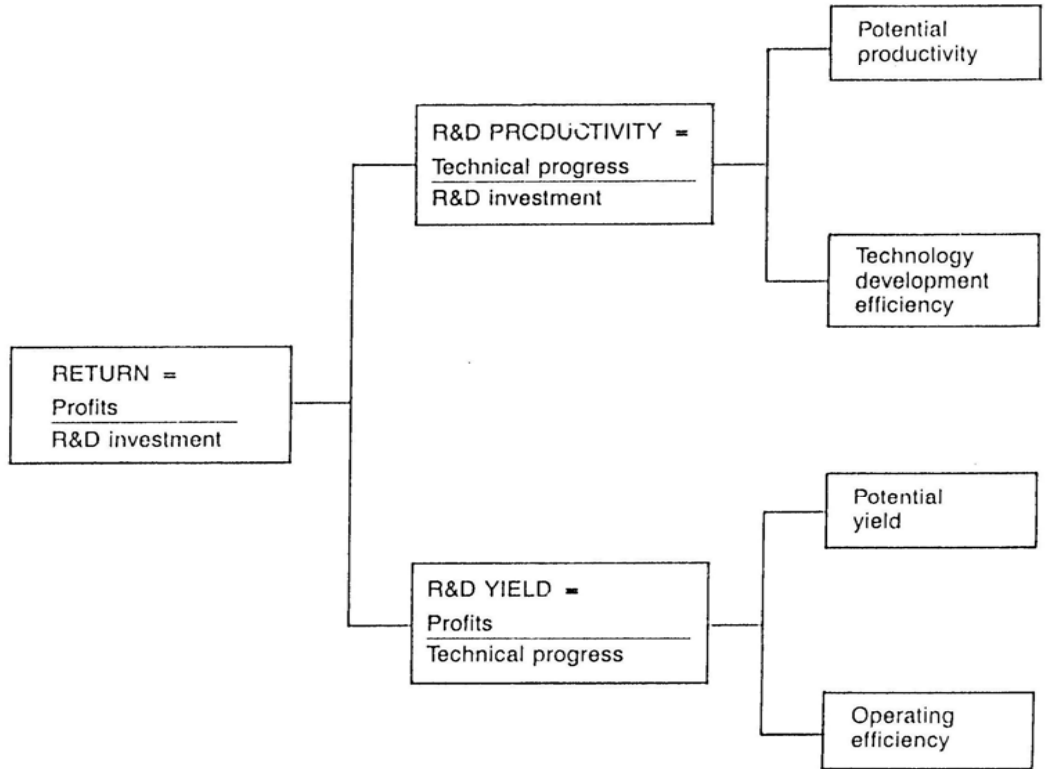 Potential
productivity
R&D PRODUCTIVITY =
Technical progress
R&D investment
Technology
development
efficiency
RETURN =
Profits
R&D investment
Potential
yield
R&D YIELD =
Profits
Technical progress
Operating
efficiency